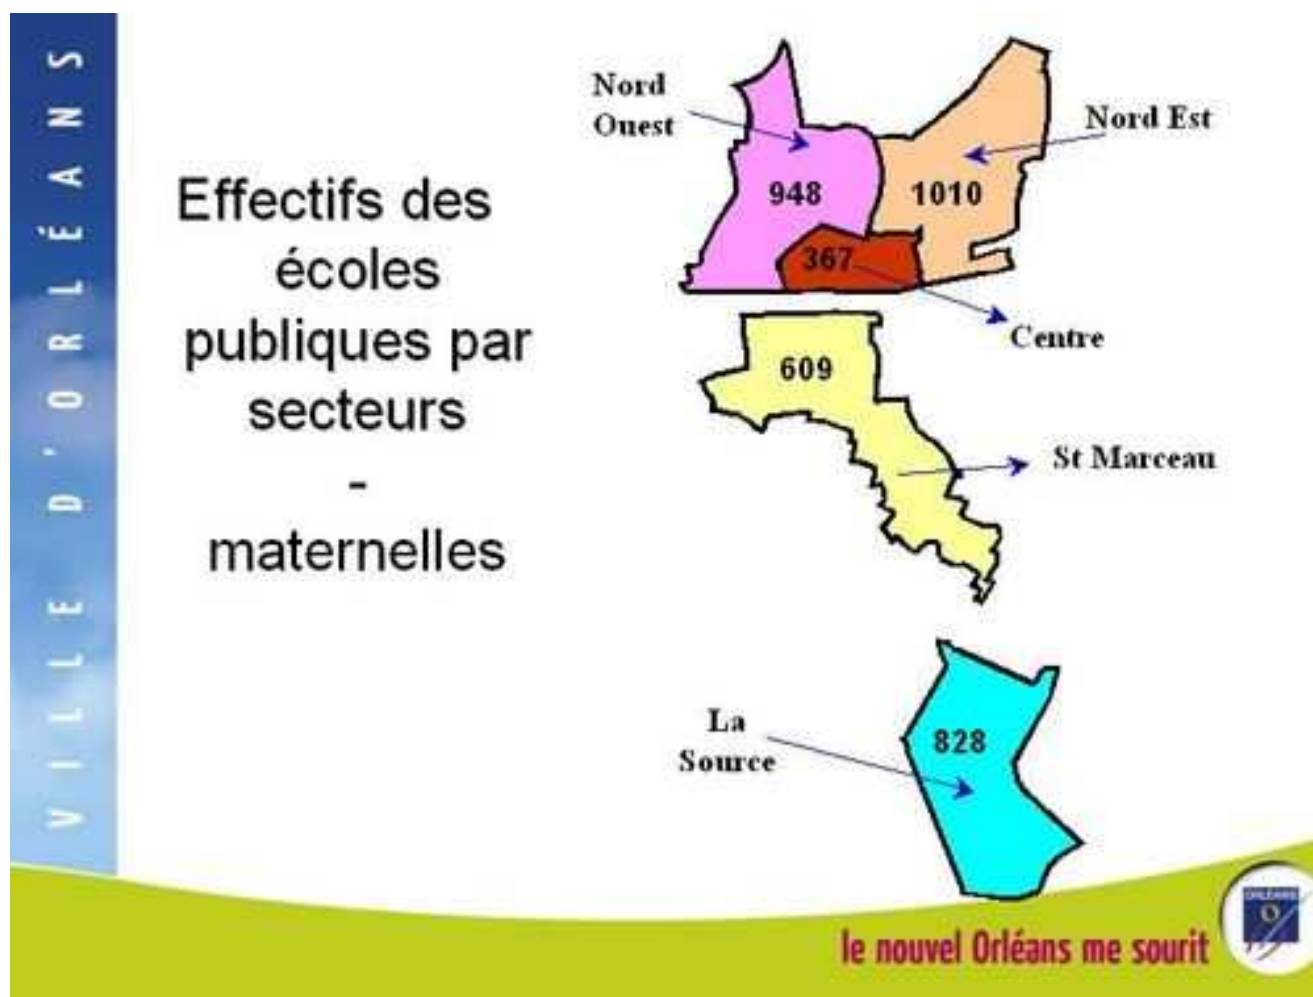 VILLE D'ORLÉANS
Effectifs des
écoles
publiques par
secteurs
-
maternelles
Nord
Ouest
Nord Est
948
1010
367
Centre
609
St Marceau
La
Source
828
le nouvel Orléans me sourit
ORLÉANS